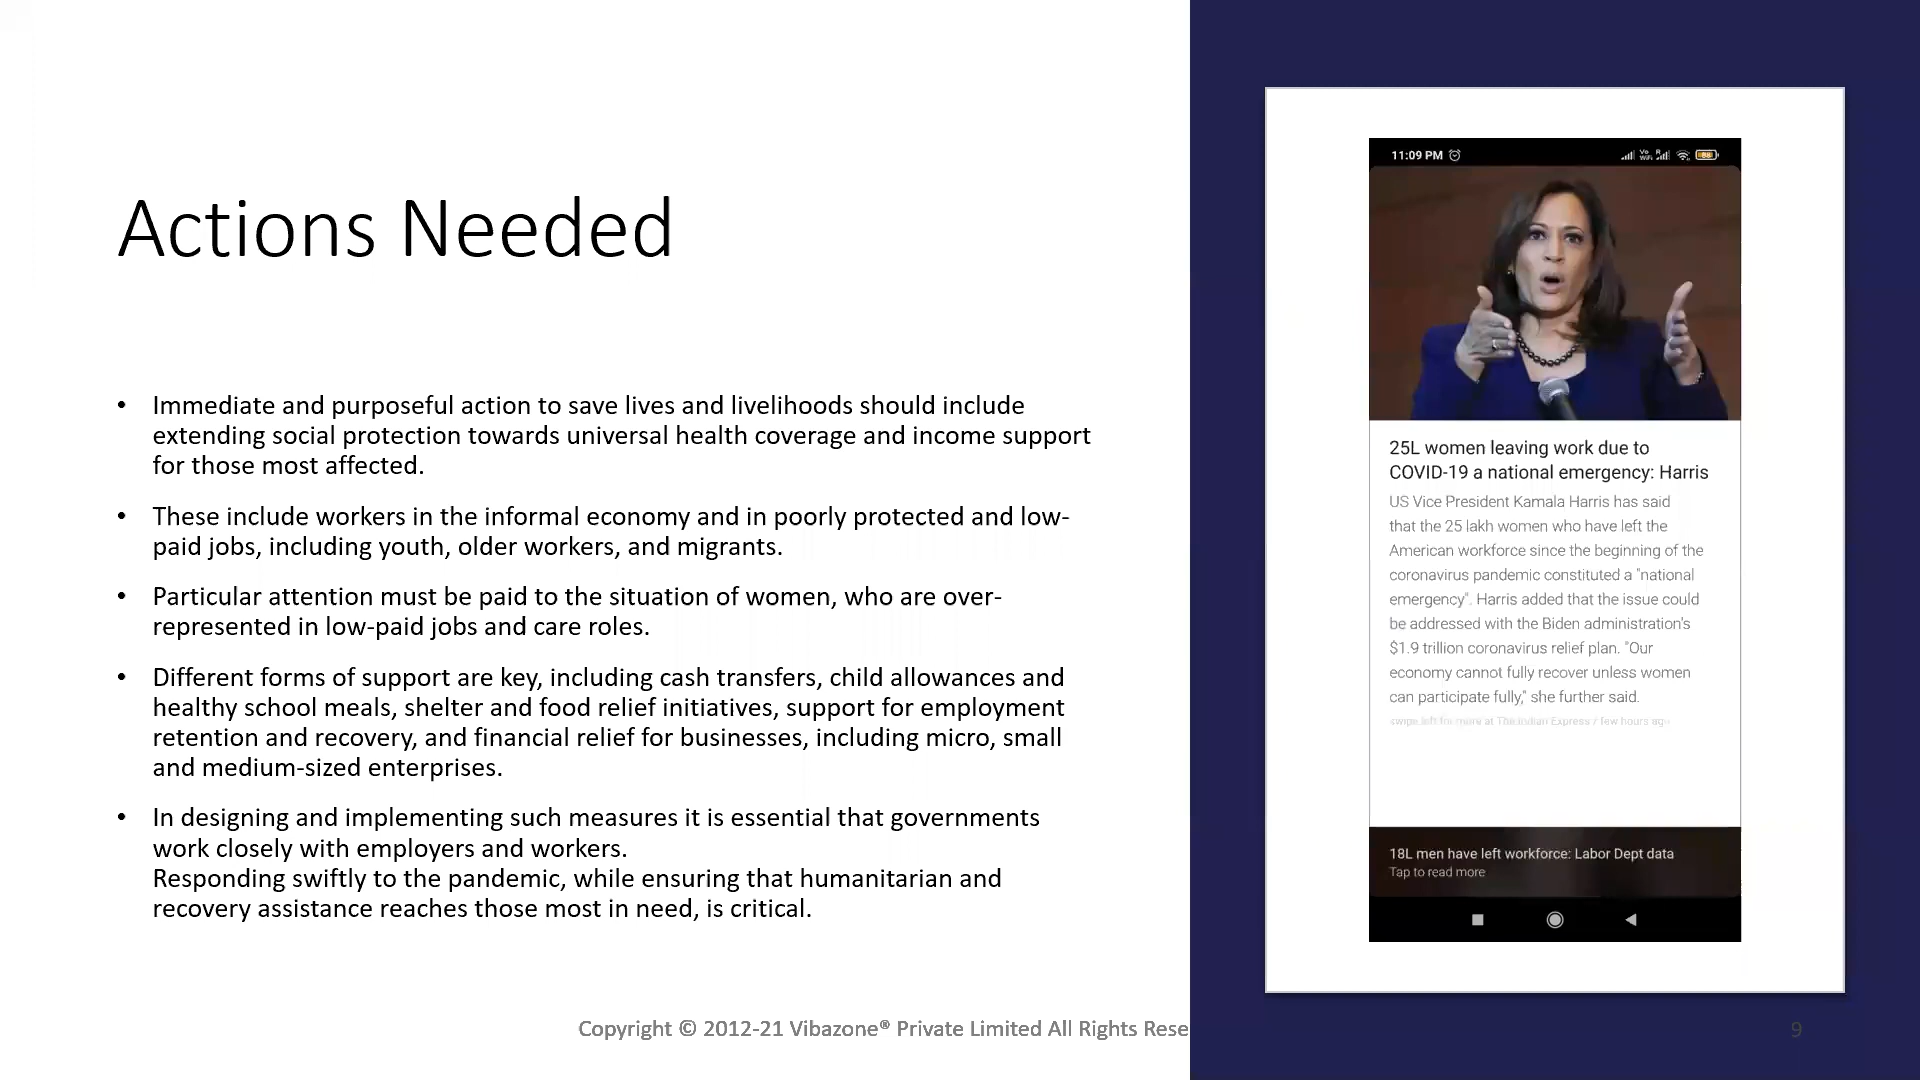 Actions Needed
• Immediate and purposeful action to save lives and livelihoods should include
extending social protection towards universal health coverage and income support
for those most affected.
• These include workers in the informal economy and in poorly protected and low-
paid jobs, including youth, older workers, and migrants.
• Particular attention must be paid to the situation of women, who are over-
represented in low-paid jobs and care roles.
• Different forms of support are key, including cash transfers, child allowances and
healthy school meals, shelter and food relief initiatives, support for employment
retention and recovery, and financial relief for businesses, including micro, small
and medium-sized enterprises.
• In designing and implementing such measures it is essential that governments
work closely with employers and workers.
Responding swiftly to the pandemic, while ensuring that humanitarian and
recovery assistance reaches those most in need, is critical.
11:09 PM
25L women leaving work due to
COVID-19 a national emergency: Harris
US Vice President Kamala Harris has said
that the 25 lakh women who have left the
American workforce since the beginning of the
coronavirus pandemic constituted a "national
emergency". Harris added that the issue could
be addressed with the Biden administration's
$1.9 trillion coronavirus relief plan. "Our
economy cannot fully recover unless women
can participate fully," she further said.
swipe left for more at The Indian Express / few hours ago
18L men have left workforce: Labor Dept data
Tap to read more
Copyright © 2012-21 Vibazone® Private Limited All Rights Rese
9